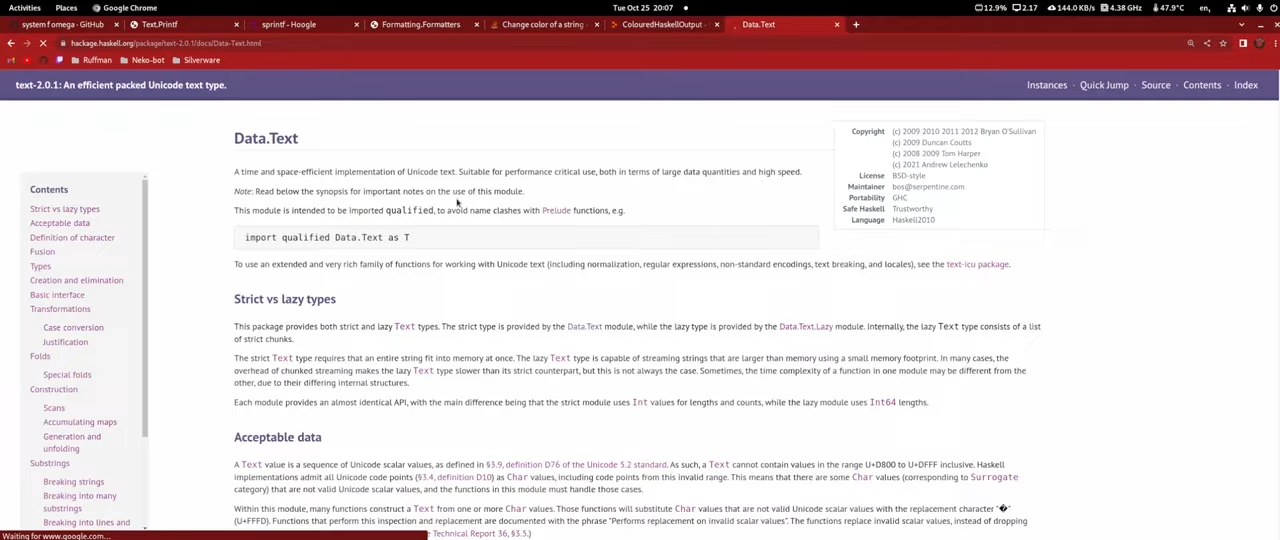 Activities Places Google Chrome Tue Oct 25 20:07 12.9% 2.17 144.0 KB/s 4.38 GHz 47.9°C en
system f omega · GitHub Text.Printf sprintf - Hoogle Formatting.Formatters Change color of a string ColouredHaskellOutput - Data.Text
hackage.haskell.org/package/text-2.0.1/docs/Data-Text.html
Ruffman Neko-bot Silverware
text-2.0.1: An efficient packed Unicode text type.
Instances · Quick Jump · Source · Contents · Index
Data.Text
Copyright (c) 2009 2010 2011 2012 Bryan O'Sullivan
(c) 2009 Duncan Coutts
(c) 2008 2009 Tom Harper
(c) 2021 Andrew Lelechenko
License BSD-style
Maintainer bos@serpentine.com
Portability GHC
Safe Haskell Trustworthy
Language Haskell2010
Contents
Strict vs lazy types
Acceptable data
Definition of character
Fusion
Types
Creation and elimination
Basic interface
Transformations
Case conversion
Justification
Folds
Special folds
Construction
Scans
Accumulating maps
Generation and
unfolding
Substrings
Breaking strings
Breaking into many
substrings
Breaking into lines and
A time and space-efficient implementation of Unicode text. Suitable for performance critical use, both in terms of large data quantities and high speed.
Note: Read below the synopsis for important notes on the use of this module.
This module is intended to be imported qualified, to avoid name clashes with Prelude functions, e.g.
import qualified Data.Text as T
To use an extended and very rich family of functions for working with Unicode text (including normalization, regular expressions, non-standard encodings, text breaking, and locales), see the text-icu package.
Strict vs lazy types
This package provides both strict and lazy Text types. The strict type is provided by the Data.Text module, while the lazy type is provided by the Data.Text.Lazy module. Internally, the lazy Text type consists of a list
of strict chunks.
The strict Text type requires that an entire string fit into memory at once. The lazy Text type is capable of streaming strings that are larger than memory using a small memory footprint. In many cases, the
overhead of chunked streaming makes the lazy Text type slower than its strict counterpart, but this is not always the case. Sometimes, the time complexity of a function in one module may be different from the
other, due to their differing internal structures.
Each module provides an almost identical API, with the main difference being that the strict module uses Int values for lengths and counts, while the lazy module uses Int64 lengths.
Acceptable data
A Text value is a sequence of Unicode scalar values, as defined in §3.9, definition D76 of the Unicode 5.2 standard. As such, a Text cannot contain values in the range U+D800 to U+DFFF inclusive. Haskell
implementations admit all Unicode code points (§3.4, definition D10) as Char values, including code points from this invalid range. This means that there are some Char values (corresponding to Surrogate
category) that are not valid Unicode scalar values, and the functions in this module must handle those cases.
Within this module, many functions construct a Text from one or more Char values. Those functions will substitute Char values that are not valid Unicode scalar values with the replacement character "�"
(U+FFFD). Functions that perform this inspection and replacement are documented with the phrase "Performs replacement on invalid scalar values". The functions replace invalid scalar values, instead of dropping
Technical Report 36, §3.5.)
Waiting for www.google.com...